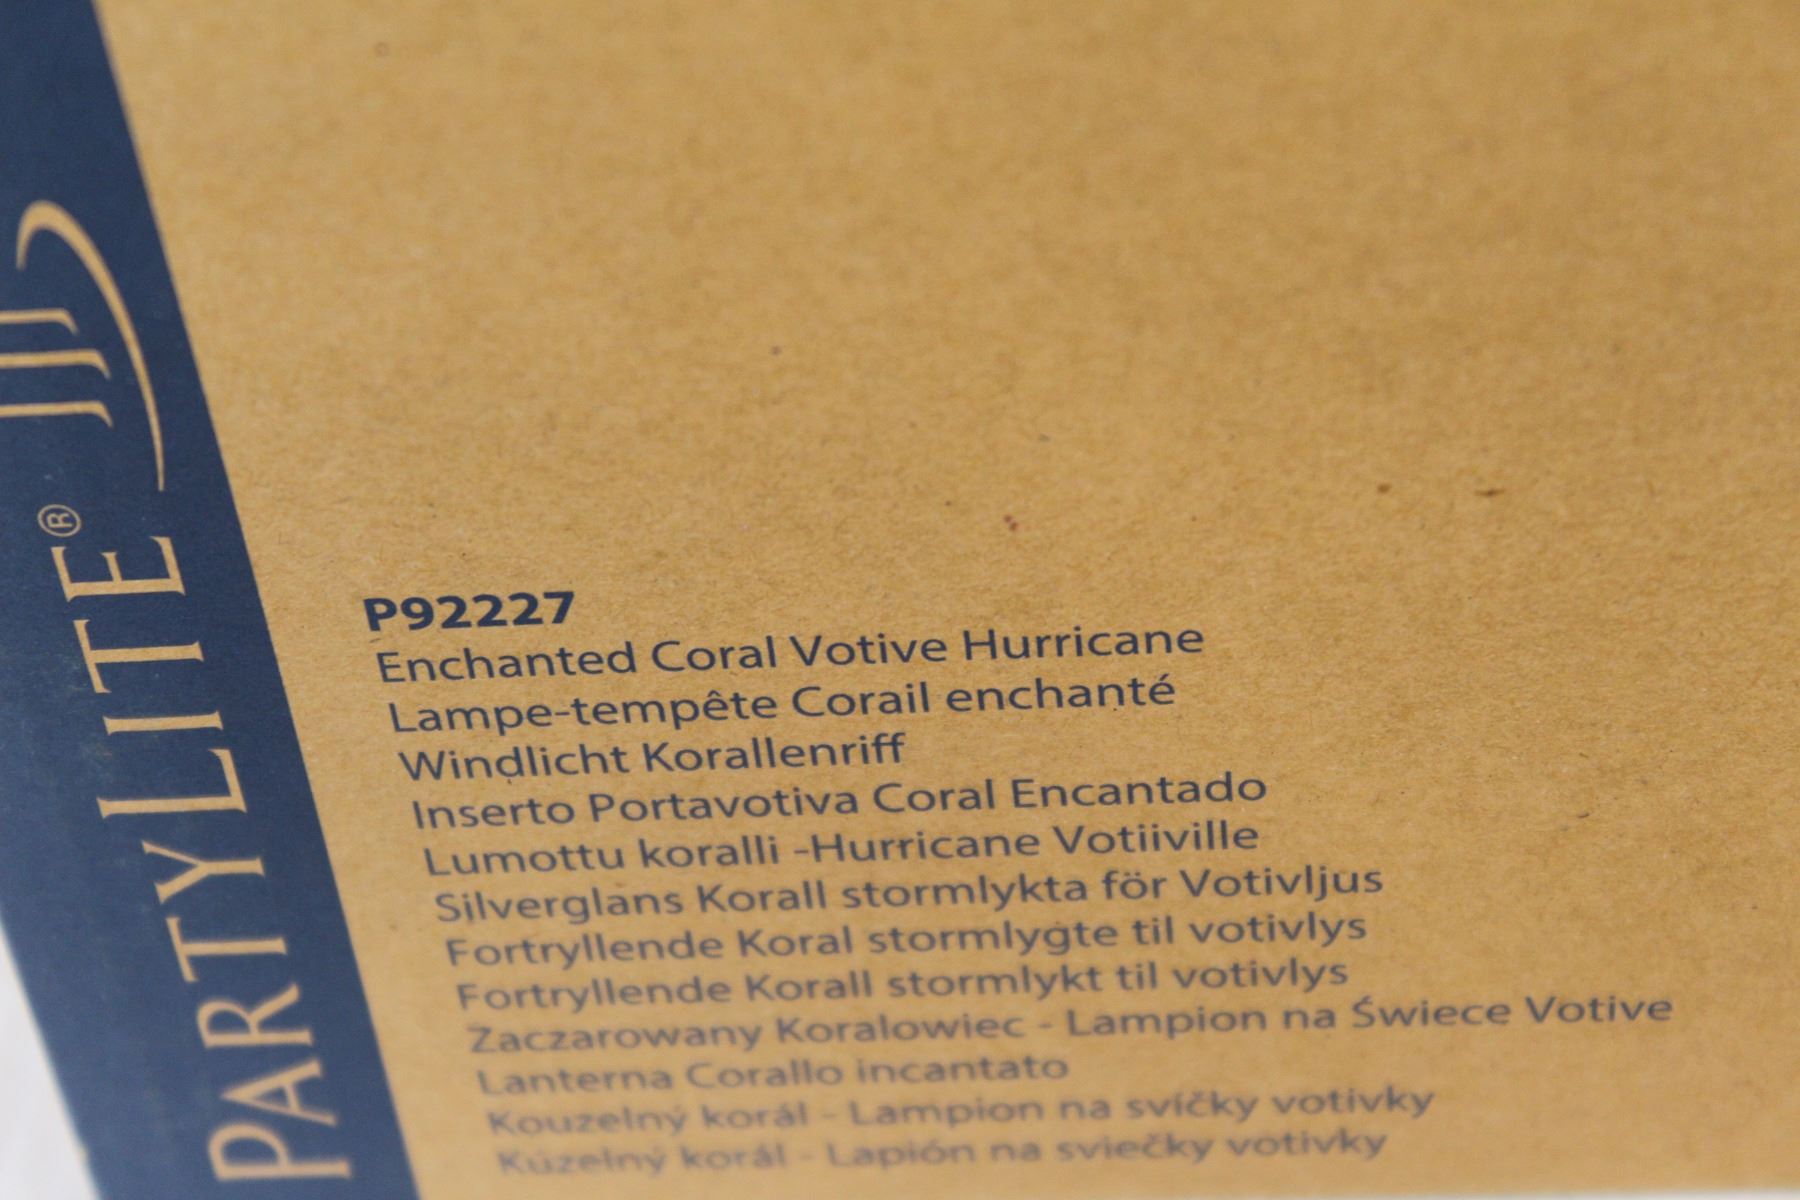 PARTYLITE®
P92227
Enchanted Coral Votive Hurricane
Lampe-tempête Corail enchanté
Windlicht Korallenriff
Inserto Portavotiva Coral Encantado
Lumottu koralli -Hurricane Votiiville
Silverglans Korall stormlykta för Votivljus
Fortryllende Koral stormlygte til votivlys
Fortryllende Korall stormlykt til votivlys
Zaczarowany Koralowiec - Lampion na Świece Votive
Lanterna Corallo incantato
Kouzelný korál - Lampion na svíčky votivky
Kúzelný korál - Lapión na sviečky votivky